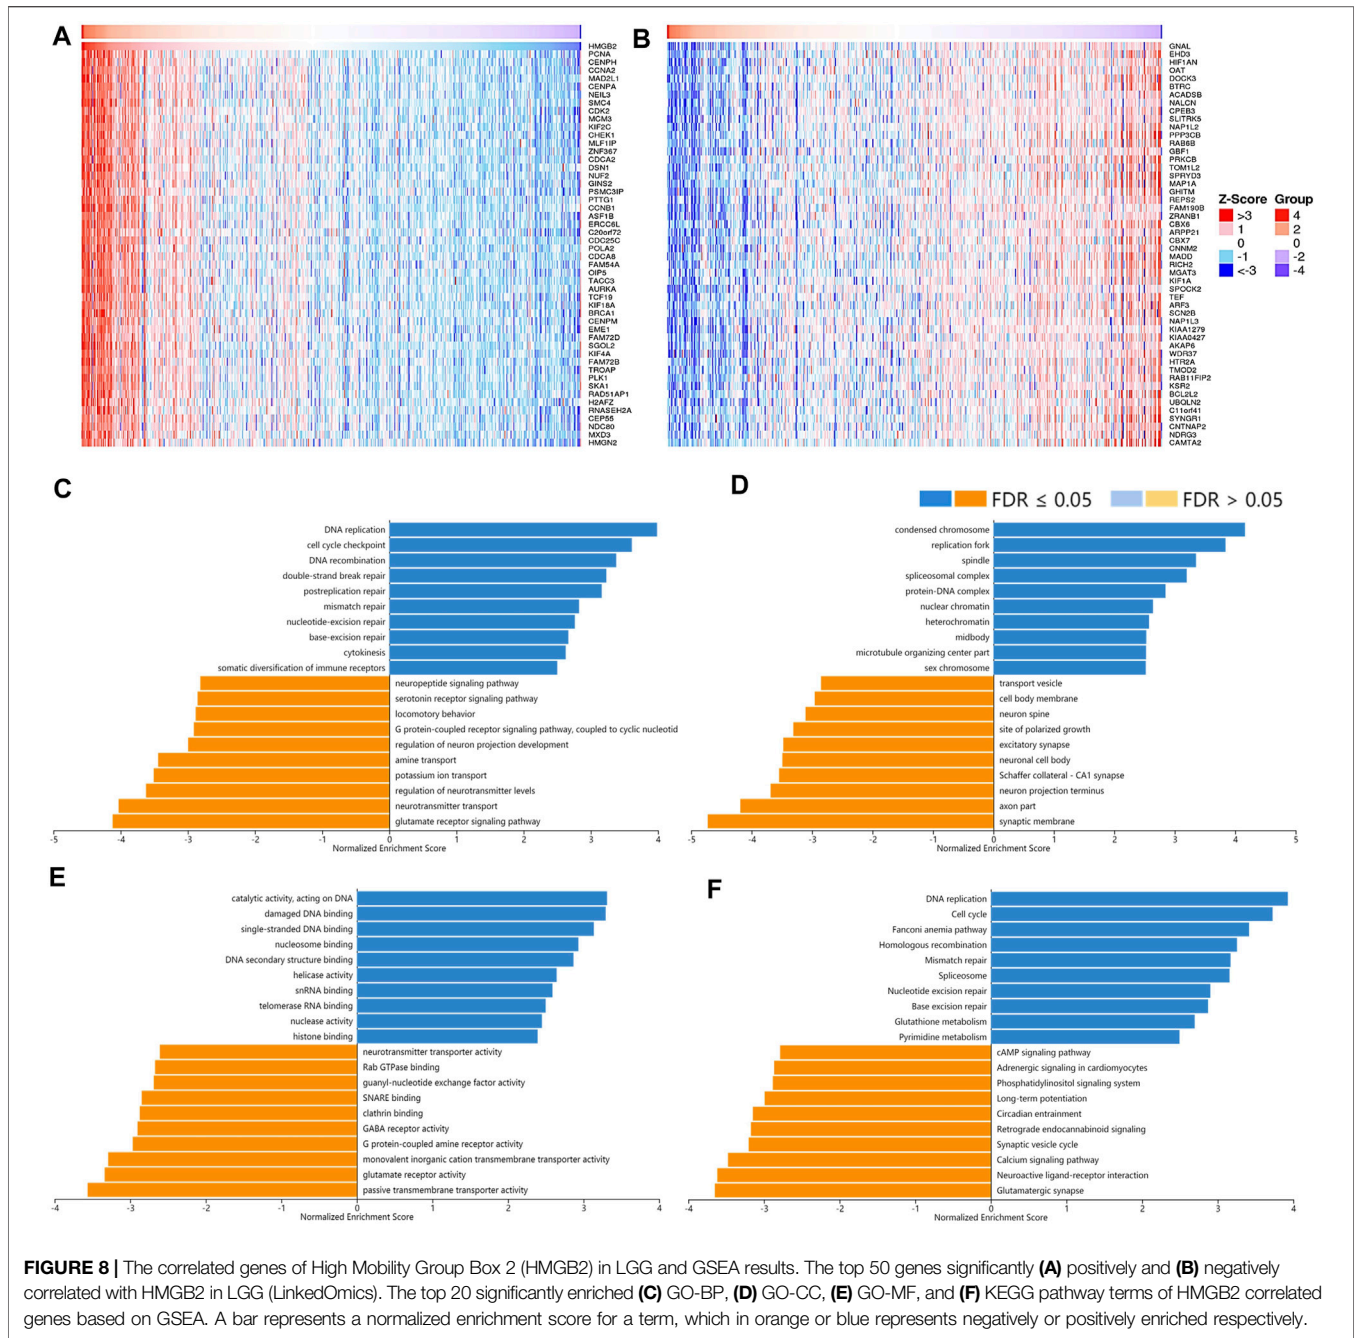 A
HMGB2
PCNA
CENPH
CCNA2
MAD2L1
CENPA
NEIL3
SMC4
CDK2
MCM3
KIF2C
CHEK1
MLF1IP
ZNF367
CDCA2
DSN1
NUF2
GINS2
PSMC3IP
PTTG1
CCNB1
ASF1B
ERCC6L
C20orf72
CDC25C
POLA2
CDCA8
FAM54A
OIP5
TACC3
AURKA
TCF19
KIF18A
BRCA1
CENPM
EME1
FAM72D
SGOL2
KIF4A
FAM72B
TROAP
PLK1
SKA1
RAD51AP1
H2AFZ
RNASEH2A
CEP55
NDC80
MXD3
HMGN2
B
GNAL
EHD3
HIF1AN
OAT
DOCK3
BTRC
ACADSB
NALCN
CPEB3
SLITRK5
NAP1L2
PPP3CB
RAB6B
GBF1
PRKCB
TOM1L2
SPRYD3
MAP1A
GHITM
REPS2
FAM190B
ZRANB1
CBX6
ARPP21
CBX7
CNNM2
MADD
RICH2
MGAT3
KIF1A
SPOCK2
TEF
ARF3
SCN2B
NAP1L3
KIAA1279
KIAA0427
AKAP6
WDR37
HTR2A
TMOD2
RAB11FIP2
KSR2
BCL2L2
UBQLN2
C11orf41
SYNGR1
CNTNAP2
NDRG3
CAMTA2
Z-Score Group
>3 4
1 2
0 0
-1 -2
<-3 -4
C
DNA replication
cell cycle checkpoint
DNA recombination
double-strand break repair
postreplication repair
mismatch repair
nucleotide-excision repair
base-excision repair
cytokinesis
somatic diversification of immune receptors
neuropeptide signaling pathway
serotonin receptor signaling pathway
locomotory behavior
G protein-coupled receptor signaling pathway, coupled to cyclic nucleotid
regulation of neuron projection development
amine transport
potassium ion transport
regulation of neurotransmitter levels
neurotransmitter transport
glutamate receptor signaling pathway
-5 -4 -3 -2 -1 0 1 2 3 4
Normalized Enrichment Score
D
FDR ≤ 0.05 FDR > 0.05
condensed chromosome
replication fork
spindle
spliceosomal complex
protein-DNA complex
nuclear chromatin
heterochromatin
midbody
microtubule organizing center part
sex chromosome
transport vesicle
cell body membrane
neuron spine
site of polarized growth
excitatory synapse
neuronal cell body
Schaffer collateral - CA1 synapse
neuron projection terminus
axon part
synaptic membrane
-5 -4 -3 -2 -1 0 1 2 3 4 5
Normalized Enrichment Score
E
catalytic activity, acting on DNA
damaged DNA binding
single-stranded DNA binding
nucleosome binding
DNA secondary structure binding
helicase activity
snRNA binding
telomerase RNA binding
nuclease activity
histone binding
neurotransmitter transporter activity
Rab GTPase binding
guanyl-nucleotide exchange factor activity
SNARE binding
clathrin binding
GABA receptor activity
G protein-coupled amine receptor activity
monovalent inorganic cation transmembrane transporter activity
glutamate receptor activity
passive transmembrane transporter activity
-4 -3 -2 -1 0 1 2 3 4
Normalized Enrichment Score
F
DNA replication
Cell cycle
Fanconi anemia pathway
Homologous recombination
Mismatch repair
Spliceosome
Nucleotide excision repair
Base excision repair
Glutathione metabolism
Pyrimidine metabolism
cAMP signaling pathway
Adrenergic signaling in cardiomyocytes
Phosphatidylinositol signaling system
Long-term potentiation
Circadian entrainment
Retrograde endocannabinoid signaling
Synaptic vesicle cycle
Calcium signaling pathway
Neuroactive ligand-receptor interaction
Glutamatergic synapse
-4 -3 -2 -1 0 1 2 3 4
Normalized Enrichment Score
FIGURE 8 | The correlated genes of High Mobility Group Box 2 (HMGB2) in LGG and GSEA results. The top 50 genes significantly (A) positively and (B) negatively
correlated with HMGB2 in LGG (LinkedOmics). The top 20 significantly enriched (C) GO-BP, (D) GO-CC, (E) GO-MF, and (F) KEGG pathway terms of HMGB2 correlated
genes based on GSEA. A bar represents a normalized enrichment score for a term, which in orange or blue represents negatively or positively enriched respectively.